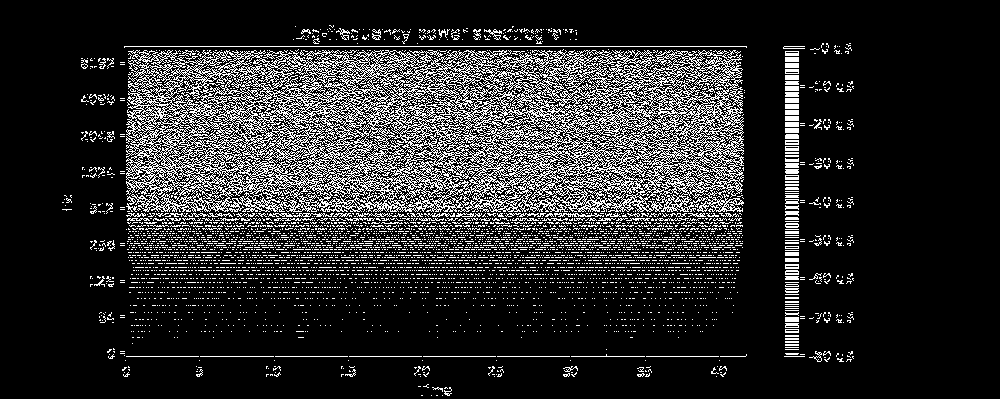 Log-frequency power spectrogram
8192
4096
2048
1024
512
256
128
64
0
Hz
0
5
10
15
20
25
30
35
40
Time
-0 dB
-10 dB
-20 dB
-30 dB
-40 dB
-50 dB
-60 dB
-70 dB
-80 dB